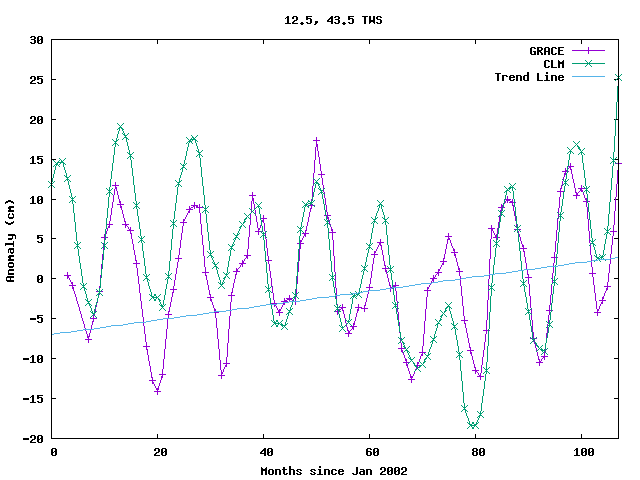 12.5, 43.5 TWS
GRACE
CLM
Trend Line
30
25
20
15
10
5
0
-5
-10
-15
-20
Anomaly (cm)
0 20 40 60 80 100
Months since Jan 2002